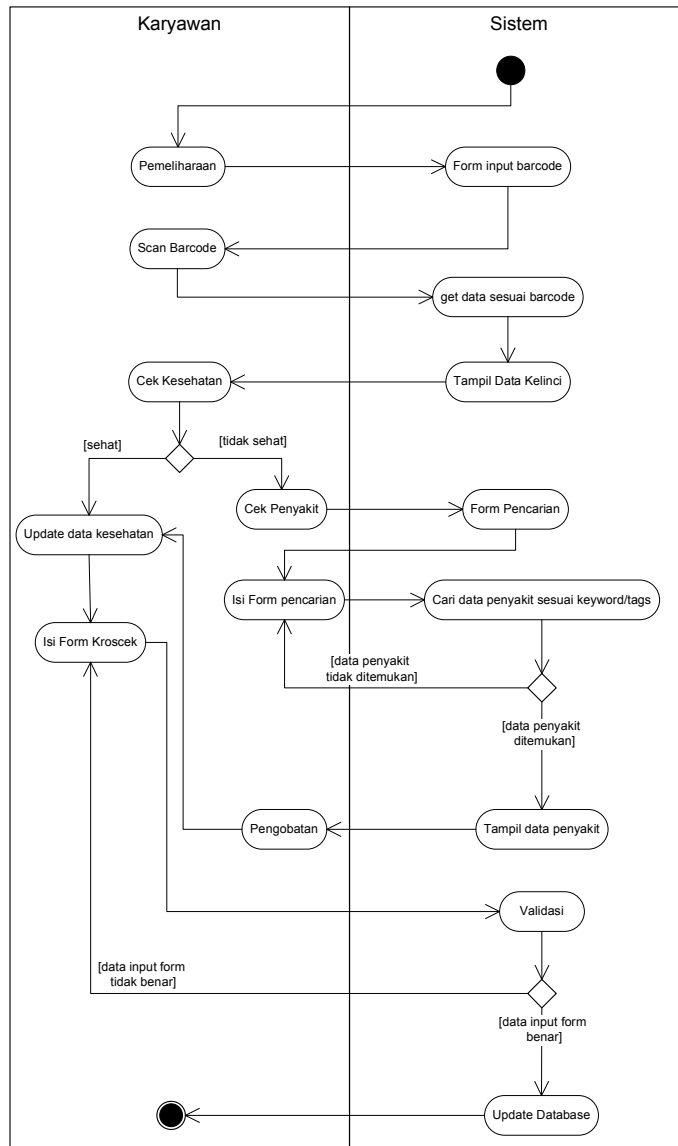 Karyawan
Sistem
Pemeliharaan
Form input barcode
Scan Barcode
get data sesuai barcode
Cek Kesehatan
Tampil Data Kelinci
[sehat]
[tidak sehat]
Cek Penyakit
Form Pencarian
Update data kesehatan
Isi Form pencarian
Cari data penyakit sesuai keyword/tags
Isi Form Kroscek
[data penyakit
tidak ditemukan]
[data penyakit
ditemukan]
Pengobatan
Tampil data penyakit
Validasi
[data input form
tidak benar]
[data input form
benar]
Update Database